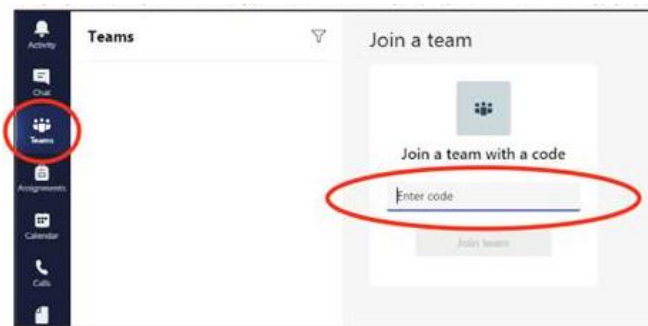 Activity
Chat
Teams
Assignments
Calendar
Calls
Teams
Join a team
Join a team with a code
Enter code
Join team